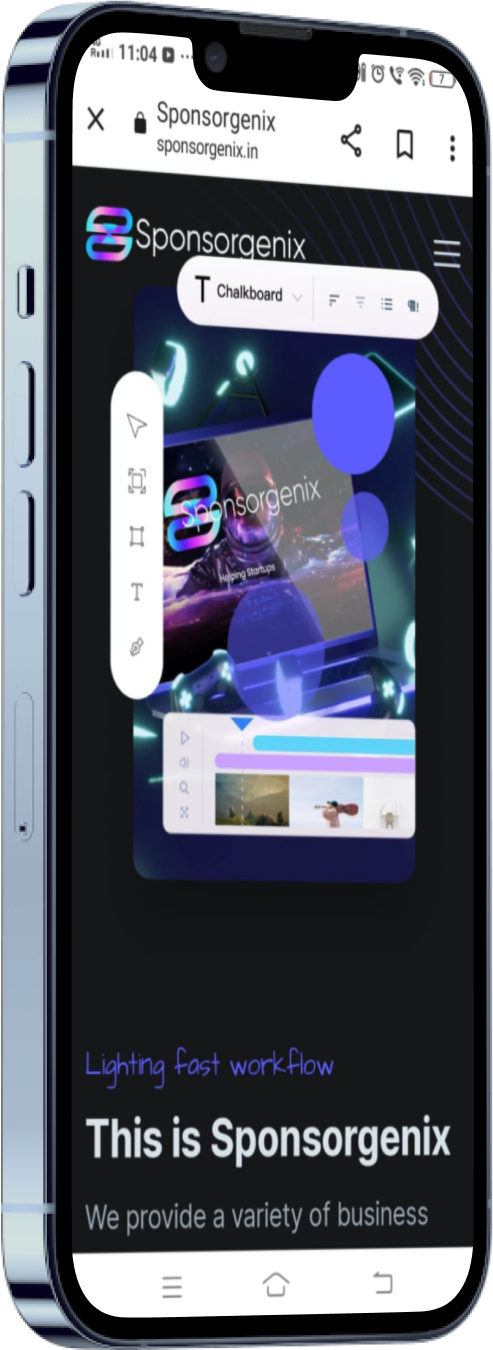 11:04
7
Sponsorgenix
sponsorgenix.in
Sponsorgenix
T Chalkboard
Sponsorgenix
Helping Startups
T
Lighting fast workflow
This is Sponsorgenix
We provide a variety of business